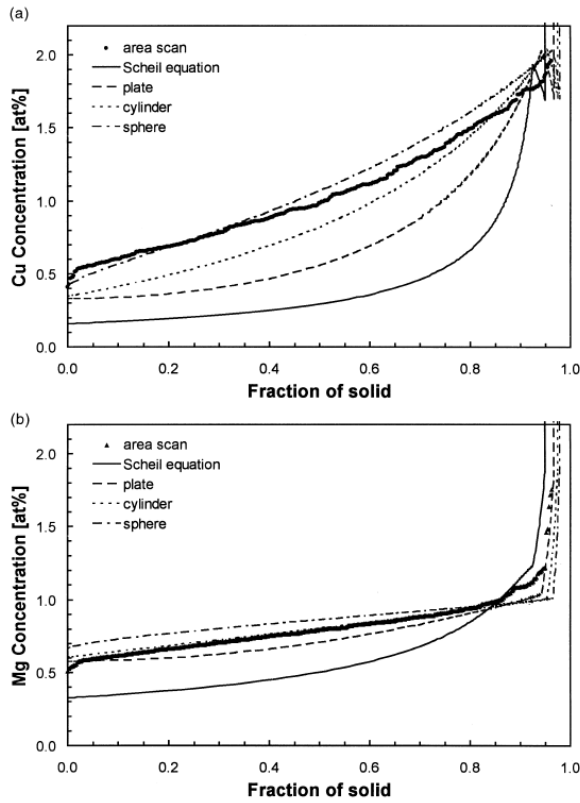 (a)
2.0
1.5
1.0
0.5
0.0
Cu Concentration [at%]
area scan
Scheil equation
plate
cylinder
sphere
0.0 0.2 0.4 0.6 0.8 1.0
Fraction of solid
(b)
2.0
1.5
1.0
0.5
0.0
Mg Concentration [at%]
area scan
Scheil equation
plate
cylinder
sphere
0.0 0.2 0.4 0.6 0.8 1.0
Fraction of solid